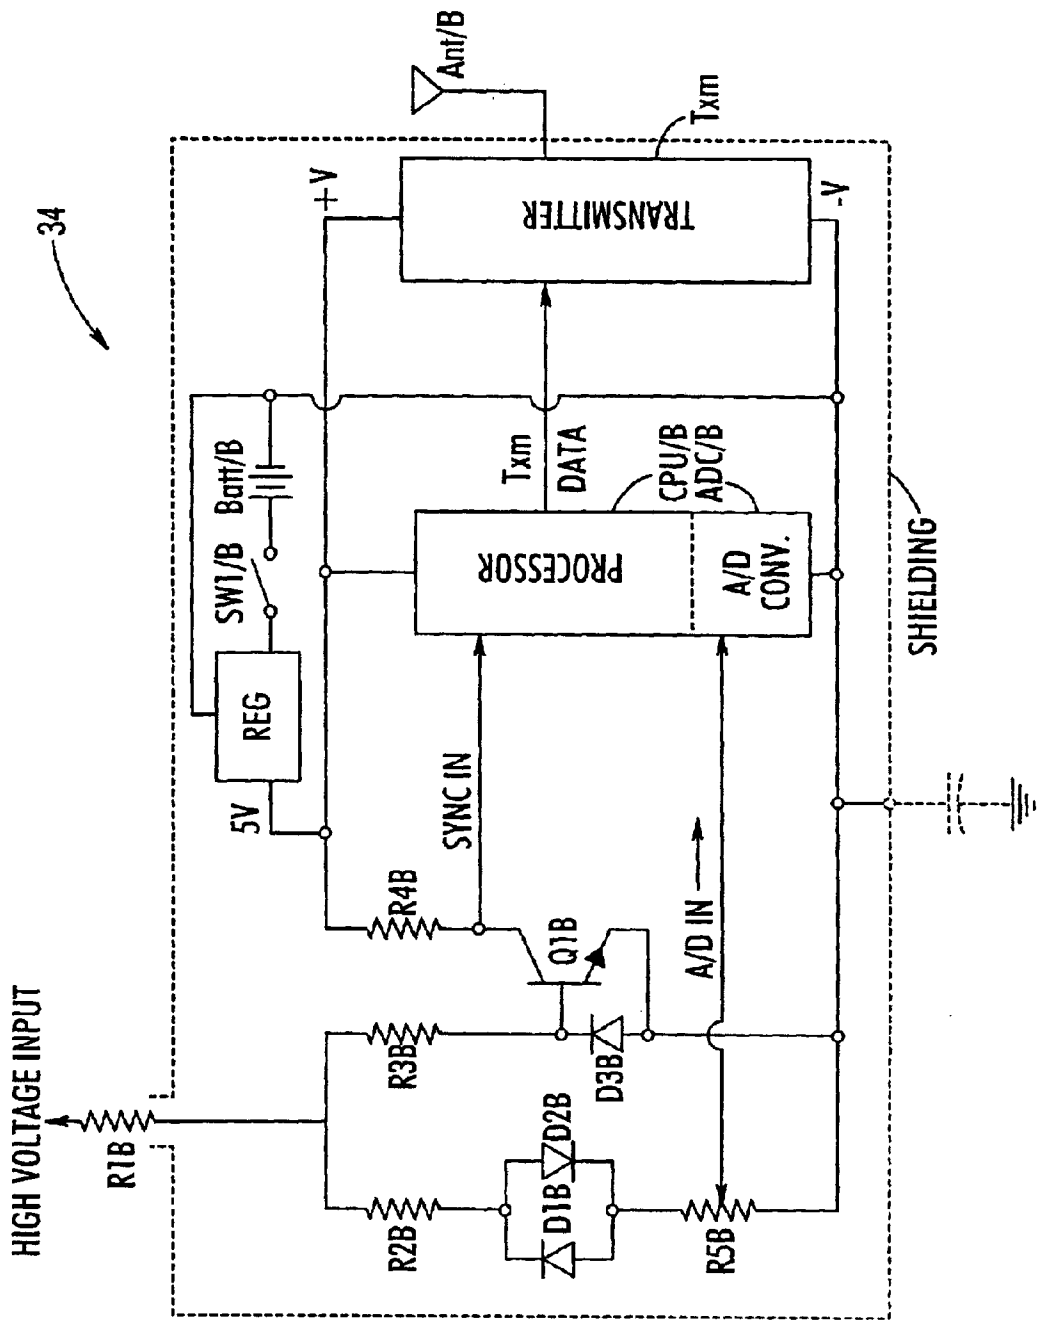 HIGH VOLTAGE INPUT
R1B
34
R2B
R3B
R4B
5V
REG
SW1/B
Batt/B
+V
Ant/B
D1B
D2B
D3B
Q1B
R5B
SYNC IN
A/D IN
PROCESSOR
A/D
CONV.
CPU/B
ADC/B
Txm
DATA
TRANSMITTER
Txm
-V
SHIELDING